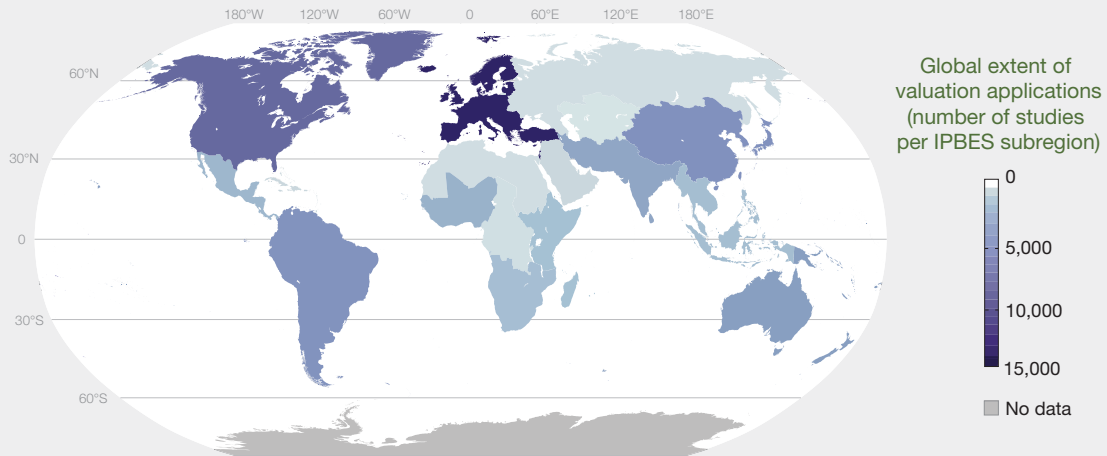 180°W 120°W 60°W 0 60°E 120°E 180°E
60°N
30°N
0
30°S
60°S
Global extent of
valuation applications
(number of studies
per IPBES subregion)
0
5,000
10,000
15,000
No data